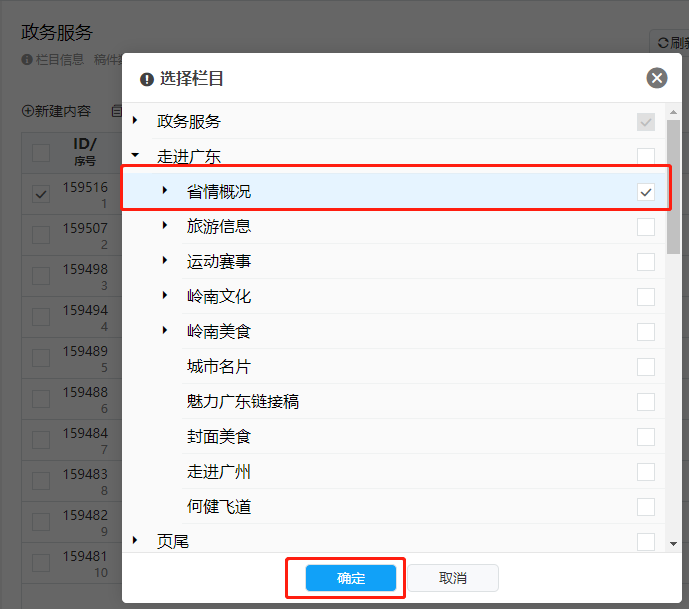 政务服务
栏目信息 稿件
刷新
选择栏目
新建内容
ID/
序号
159516
1
159507
2
159498
3
159494
4
159489
5
159488
6
159484
7
159483
8
159482
9
159481
10
政务服务
走进广东
省情概况
旅游信息
运动赛事
岭南文化
岭南美食
城市名片
魅力广东链接稿
封面美食
走进广州
何健飞道
页尾
确定
取消